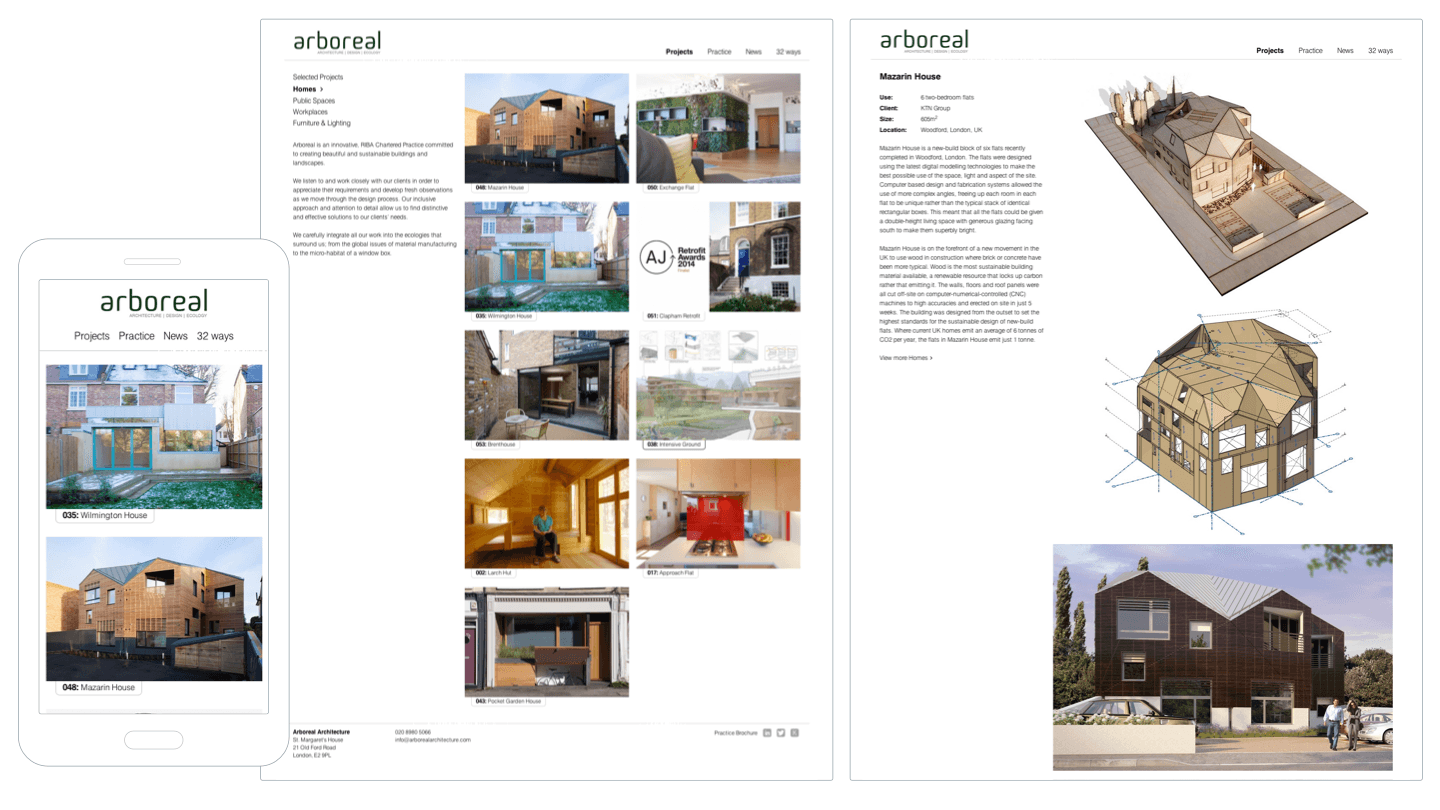 arboreal
ARCHITECTURE | DESIGN | ECOLOGY
Projects Practice News 32 ways
035: Wilmington House
048: Mazarin House
arboreal
ARCHITECTURE | DESIGN | ECOLOGY
Projects Practice News 32 ways
Selected Projects
Homes >
Public Spaces
Workplaces
Furniture & Lighting
Arboreal is an innovative, RIBA Chartered Practice committed
to creating beautiful and sustainable buildings and
landscapes.
We listen to and work closely with our clients in order to
appreciate their requirements and develop fresh observations
as we move through the design process. Our inclusive
approach and attention to detail allow us to find distinctive
and effective solutions to our clients' needs.
We carefully integrate all our work into the ecologies that
surround us; from the global issues of material manufacturing
to the micro-habitat of a window box.
048: Mazarin House
050: Exchange Flat
035: Wilmington House
AJ
Retrofit
Awards
2014
Finalist
051: Clapham Retrofit
053: Brenthouse
038: Intensive Ground
002: Larch Hut
017: Approach Flat
043: Pocket Garden House
Arboreal Architecture
St. Margaret's House
21 Old Ford Road
London, E2 9PL
020 8980 5066
info@arborealarchitecture.com
Practice Brochure
arboreal
ARCHITECTURE | DESIGN | ECOLOGY
Projects Practice News 32 ways
Mazarin House
Use: 6 two-bedroom flats
Client: KTN Group
Size: 605m²
Location: Woodford, London, UK
Mazarin House is a new-build block of six flats recently
completed in Woodford, London. The flats were designed
using the latest digital modelling technologies to make the
best possible use of the space, light and aspect of the site.
Computer based design and fabrication systems allowed the
use of more complex angles, freeing up each room in each
flat to be unique rather than the typical stack of identical
rectangular boxes. This meant that all the flats could be given
a double-height living space with generous glazing facing
south to make them superbly bright.
Mazarin House is on the forefront of a new movement in the
UK to use wood in construction where brick or concrete have
been more typical. Wood is the most sustainable building
material available, a renewable resource that locks up carbon
rather that emitting it. The walls, floors and roof panels were
all cut off-site on computer-numerical-controlled (CNC)
machines to high accuracies and erected on site in just 5
weeks. The building was designed from the outset to set the
highest standards for the sustainable design of new-build
flats. Where current UK homes emit an average of 6 tonnes of
CO2 per year, the flats in Mazarin House emit just 1 tonne.
View more Homes >